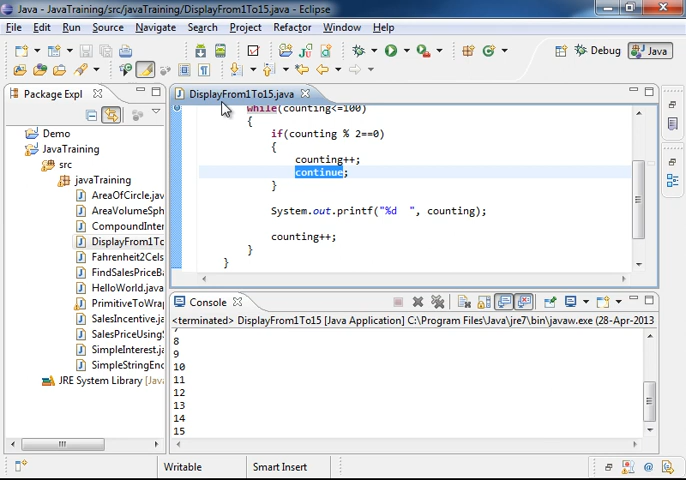 Java - JavaTraining/src/javaTraining/DisplayFrom1To15.java - Eclipse
File Edit Run Source Navigate Search Project Refactor Window Help
Debug Java
Package Expl
DisplayFrom1To15.java
Demo
JavaTraining
src
javaTraining
AreaOfCircle.jav
AreaVolumeSph
CompoundInter
DisplayFrom1Tc
Fahrenheit2Cels
FindSalesPriceBa
HelloWorld.java
PrimitiveToWrap
SalesIncentive.ja
SalesPriceUsing
SimpleInterest.j
SimpleStringEnc
JRE System Library [Java
while(counting<=100)
{
if(counting % 2==0)
{
counting++;
continue;
}
System.out.printf("%d  ", counting);
counting++;
}
}
Console
<terminated> DisplayFrom1To15 [Java Application] C:\Program Files\Java\jre7\bin\javaw.exe (28-Apr-2013
7
8
9
10
11
12
13
14
15
Writable Smart Insert